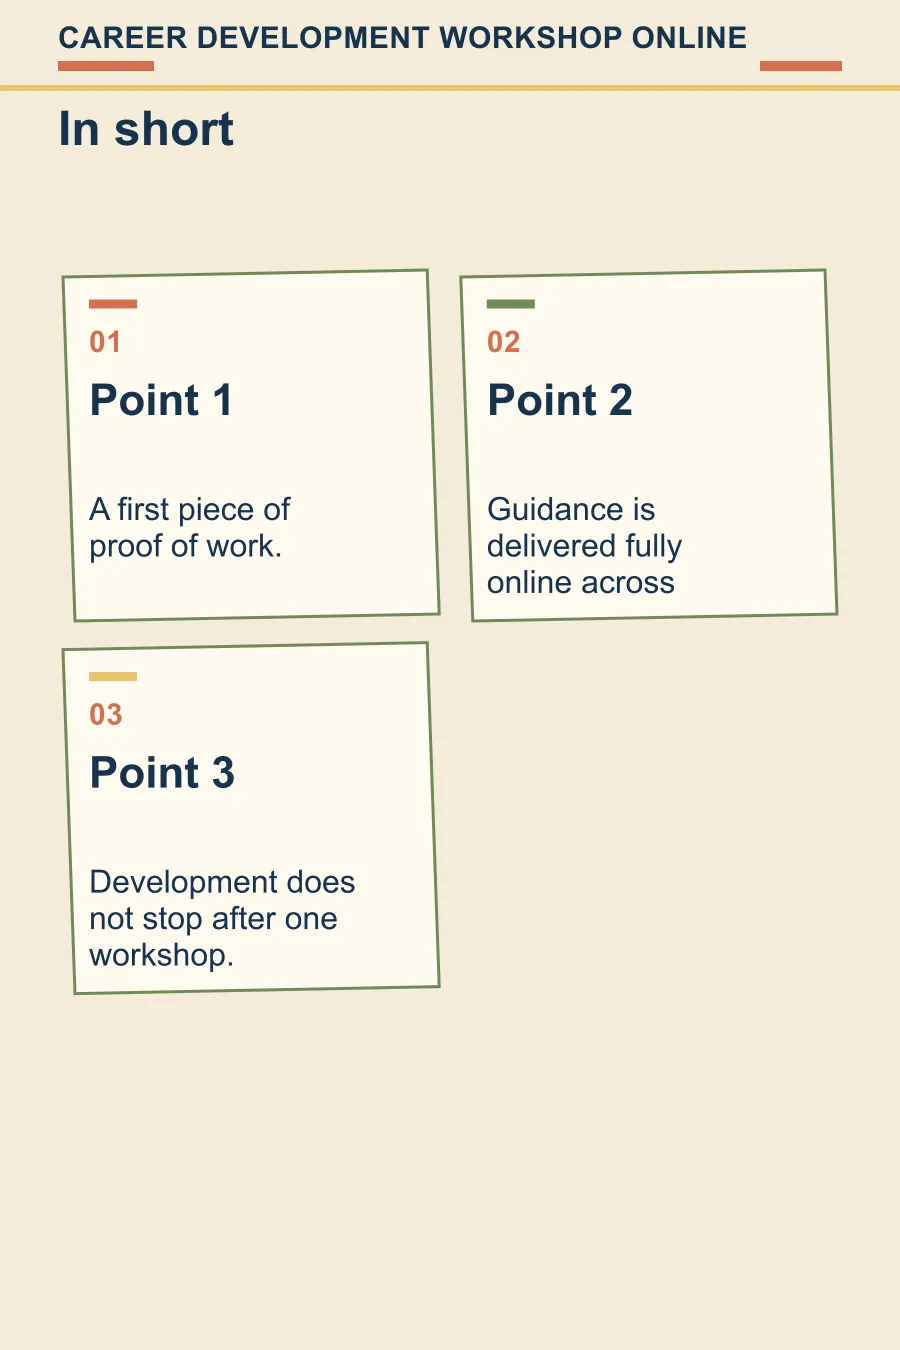 CAREER DEVELOPMENT WORKSHOP ONLINE
In short
01
Point 1
A first piece of
proof of work.
02
Point 2
Guidance is
delivered fully
online across
03
Point 3
Development does
not stop after one
workshop.